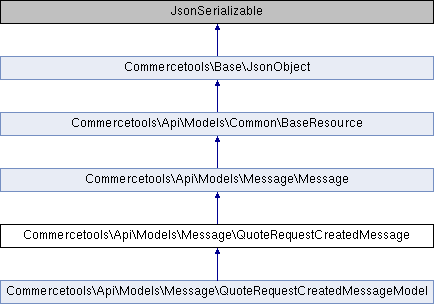 JsonSerializable
Commercetools\Base\JsonObject
Commercetools\Api\Models\Common\BaseResource
Commercetools\Api\Models\Message\Message
Commercetools\Api\Models\Message\QuoteRequestCreatedMessage
Commercetools\Api\Models\Message\QuoteRequestCreatedMessageModel